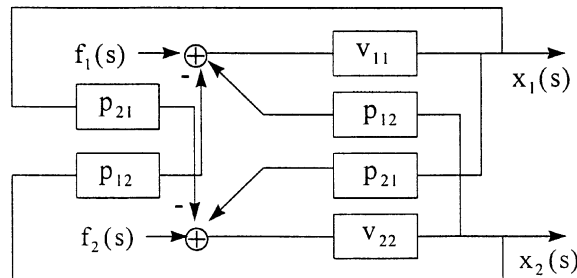 f₁(s)
-
v₁₁
x₁(s)
p₂₁
p₁₂
p₁₂
p₂₁
-
f₂(s)
v₂₂
x₂(s)